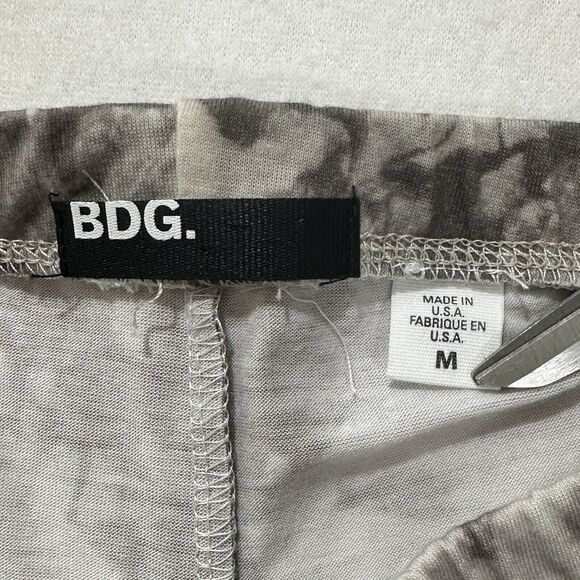 BDG.
MADE IN
U.S.A.
FABRIQUE EN
U.S.A.
M